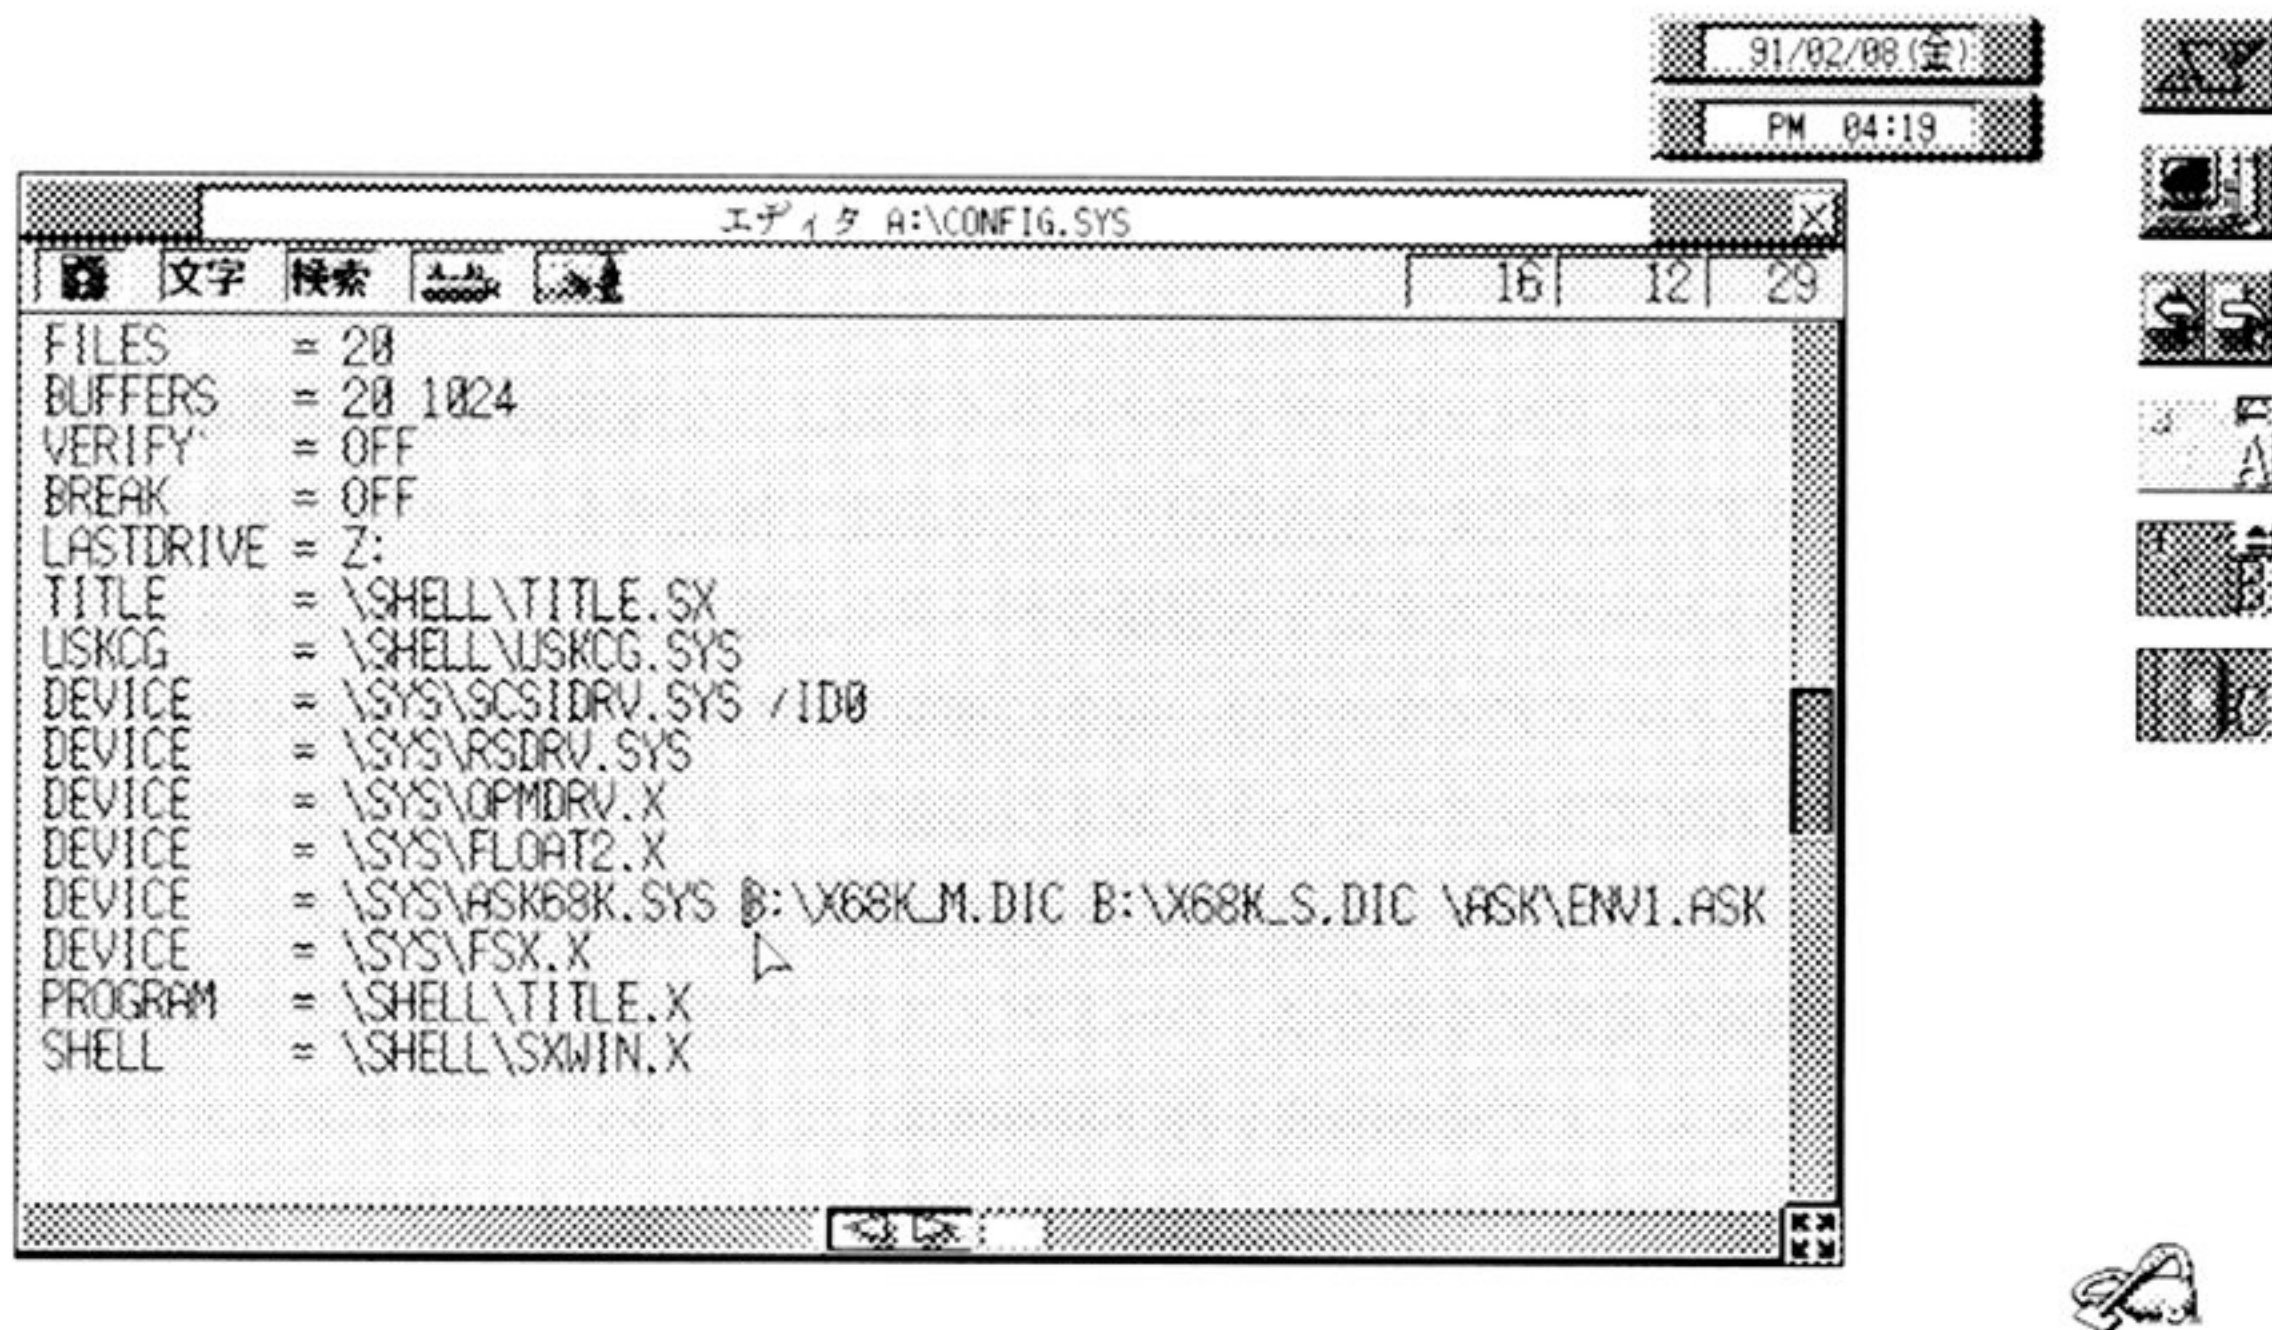 91/02/08(金)
PM 04:19
エディタ A:\CONFIG.SYS
文字 検索 16 12 29
FILES = 20
BUFFERS = 20 1024
VERIFY = OFF
BREAK = OFF
LASTDRIVE = Z:
TITLE = \SHELL\TITLE.SX
USKCG = \SHELL\USKCG.SYS
DEVICE = \SYS\SCSIDRV.SYS /ID0
DEVICE = \SYS\RSDRV.SYS
DEVICE = \SYS\OPMDRV.X
DEVICE = \SYS\FLOAT2.X
DEVICE = \SYS\ASK68K.SYS B:\X68K_M.DIC B:\X68K_S.DIC \ASK\ENV1.ASK
DEVICE = \SYS\FSX.X
PROGRAM = \SHELL\TITLE.X
SHELL = \SHELL\SXWIN.X
A